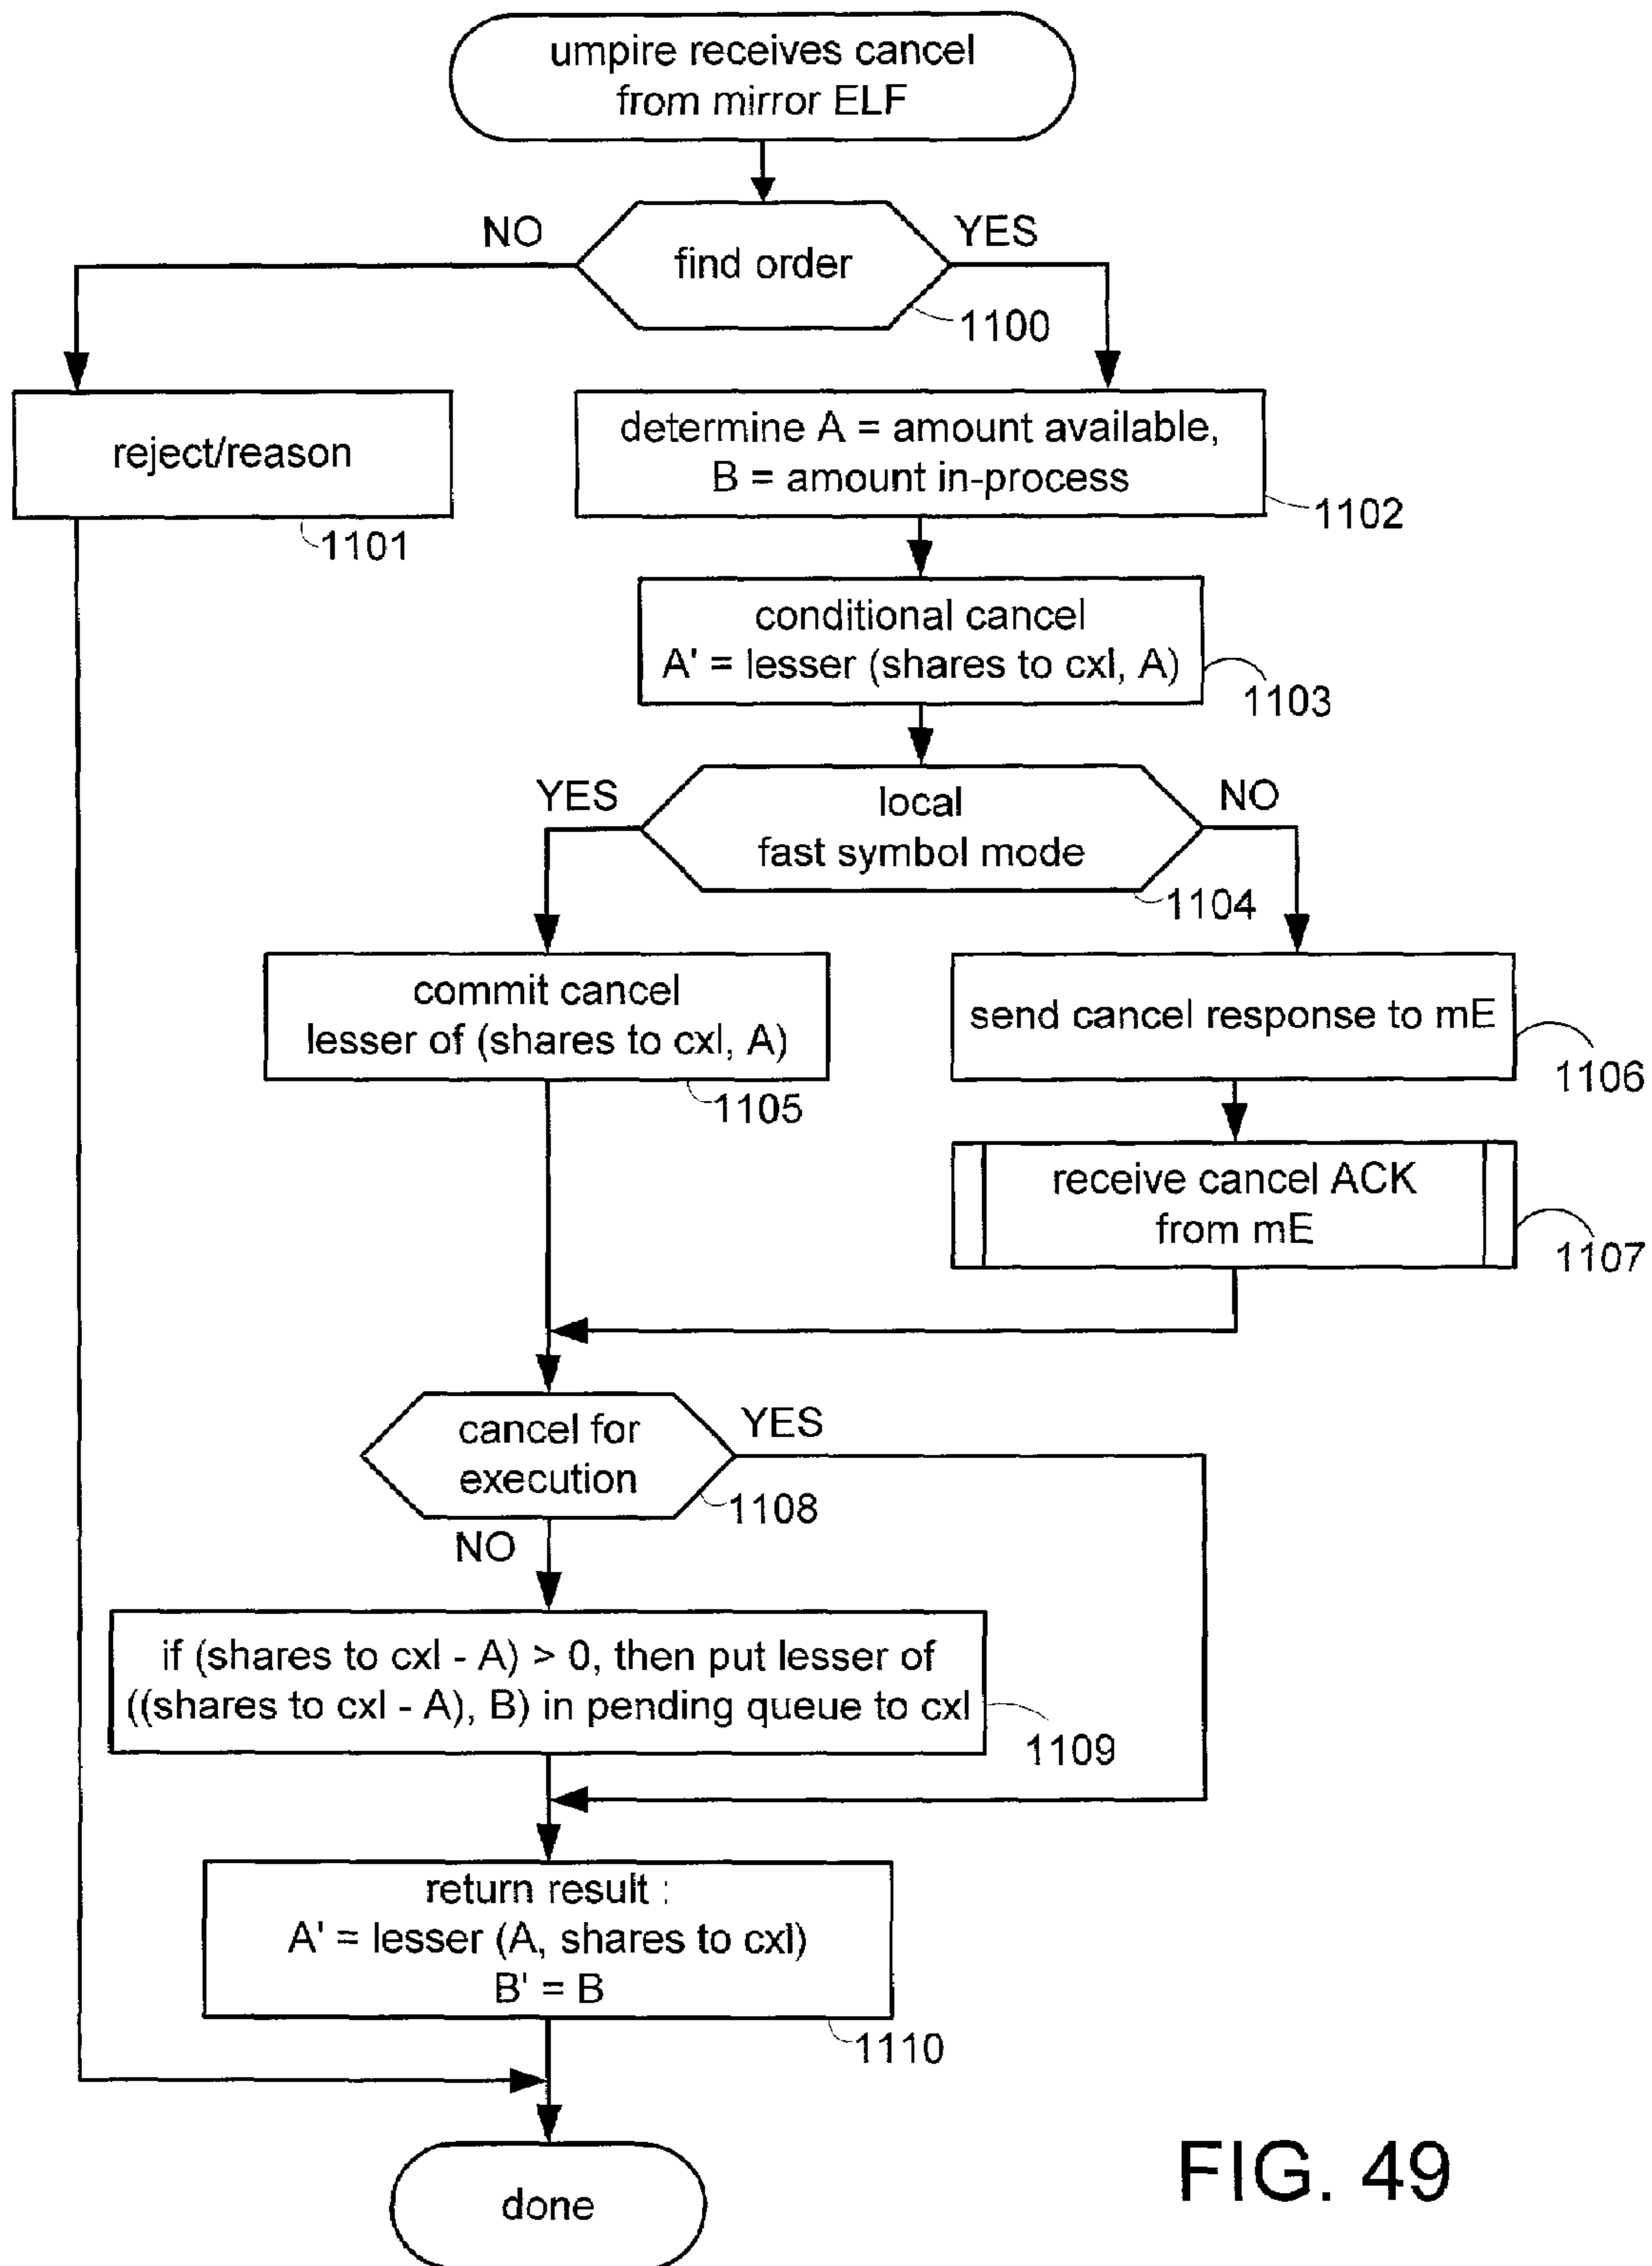 umpire receives cancel
from mirror ELF
NO
YES
find order
1100
reject/reason
1101
determine A = amount available,
B = amount in-process
1102
conditional cancel
A' = lesser (shares to cxl, A)
1103
YES
local
fast symbol mode
NO
1104
commit cancel
lesser of (shares to cxl, A)
1105
send cancel response to mE
1106
receive cancel ACK
from mE
1107
cancel for
execution
YES
1108
NO
if (shares to cxl - A) > 0, then put lesser of
((shares to cxl - A), B) in pending queue to cxl
1109
return result :
A' = lesser (A, shares to cxl)
B' = B
1110
done
FIG. 49